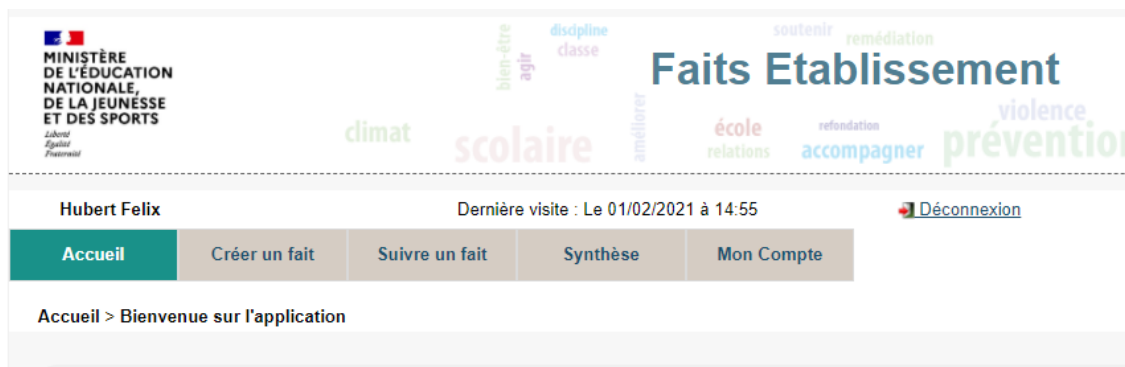 MINISTÈRE
DE L'ÉDUCATION
NATIONALE,
DE LA JEUNESSE
ET DES SPORTS
Liberté
Égalité
Fraternité
bien-être
agir
discipline
classe
soutenir
remédiation
Faits Etablissement
climat
scolaire
améliorer
école
relations
refondation
accompagner
violence
préventio
Hubert Felix
Dernière visite : Le 01/02/2021 à 14:55
Déconnexion
Accueil
Créer un fait
Suivre un fait
Synthèse
Mon Compte
Accueil > Bienvenue sur l'application